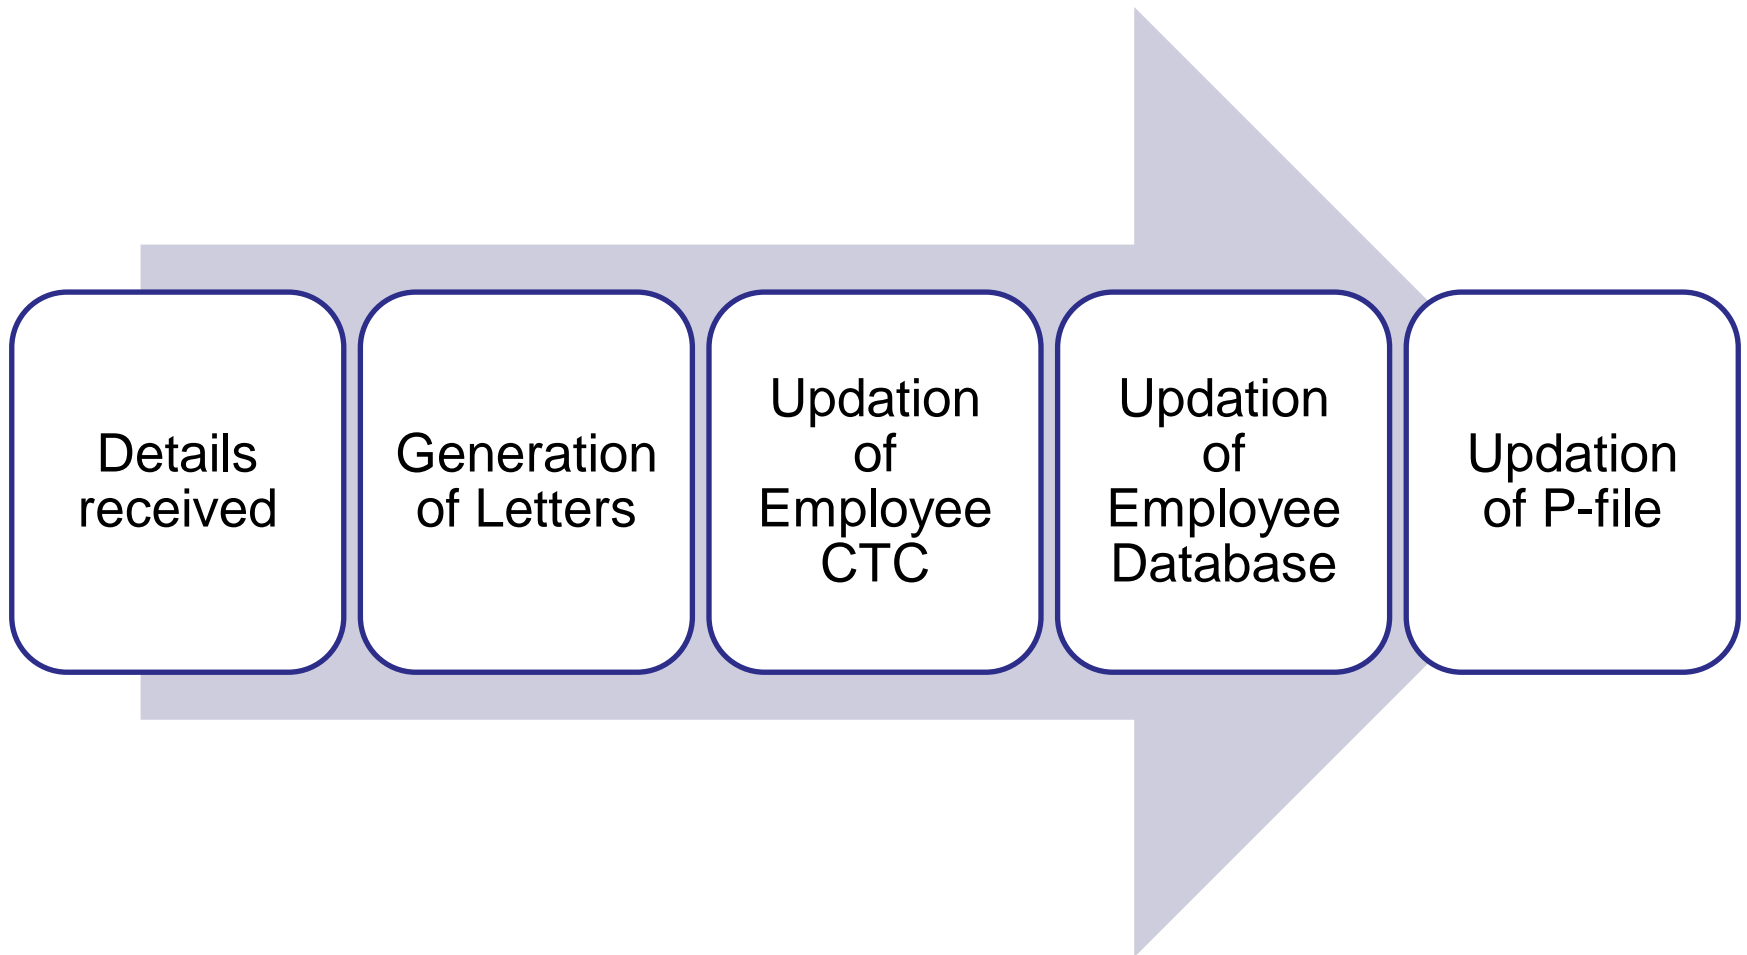 Details
received
Generation
of Letters
Updation
of
Employee
CTC
Updation
of
Employee
Database
Updation
of P-file